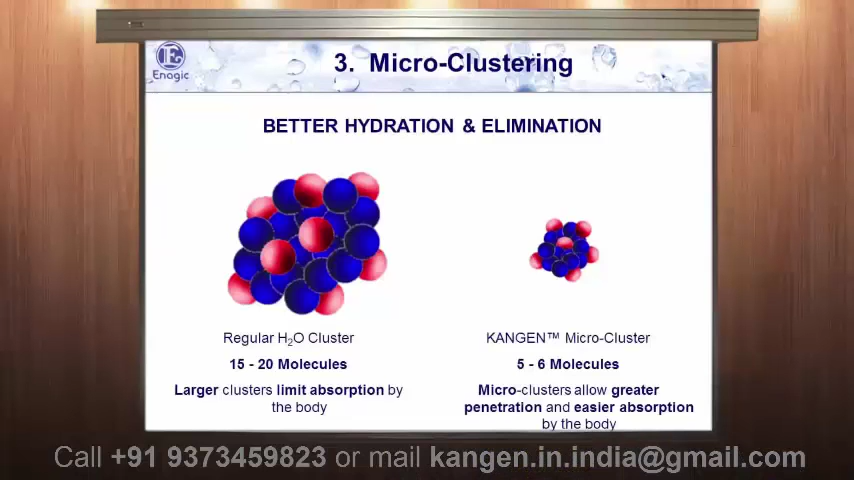 Enagic
3. Micro-Clustering
BETTER HYDRATION & ELIMINATION
Regular H₂O Cluster
15 - 20 Molecules
Larger clusters limit absorption by
the body
KANGEN™ Micro-Cluster
5 - 6 Molecules
Micro-clusters allow greater
penetration and easier absorption
by the body
Call +91 9373459823 or mail kangen.in.india@gmail.com